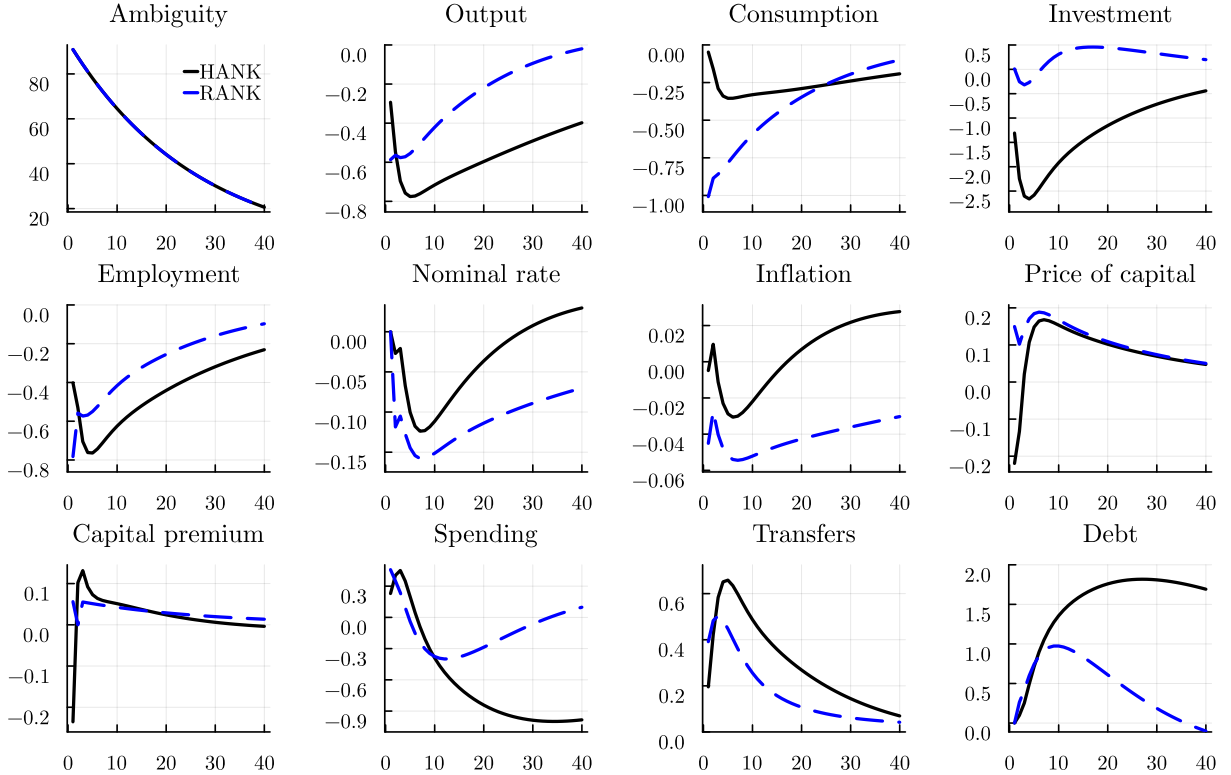 Ambiguity
80
60
40
20
0 10 20 30 40
HANK
RANK
Output
0.0
−0.2
−0.4
−0.6
−0.8
0 10 20 30 40
Consumption
0.00
−0.25
−0.50
−0.75
−1.00
0 10 20 30 40
Investment
0.5
0.0
−0.5
−1.0
−1.5
−2.0
−2.5
0 10 20 30 40
Employment
0.0
−0.2
−0.4
−0.6
−0.8
0 10 20 30 40
Nominal rate
0.00
−0.05
−0.10
−0.15
0 10 20 30 40
Inflation
0.02
0.00
−0.02
−0.04
−0.06
0 10 20 30 40
Price of capital
0.2
0.1
0.0
−0.1
−0.2
0 10 20 30 40
Capital premium
0.1
0.0
−0.1
−0.2
0 10 20 30 40
Spending
0.3
0.0
−0.3
−0.6
−0.9
0 10 20 30 40
Transfers
0.6
0.4
0.2
0.0
0 10 20 30 40
Debt
2.0
1.5
1.0
0.5
0.0
0 10 20 30 40